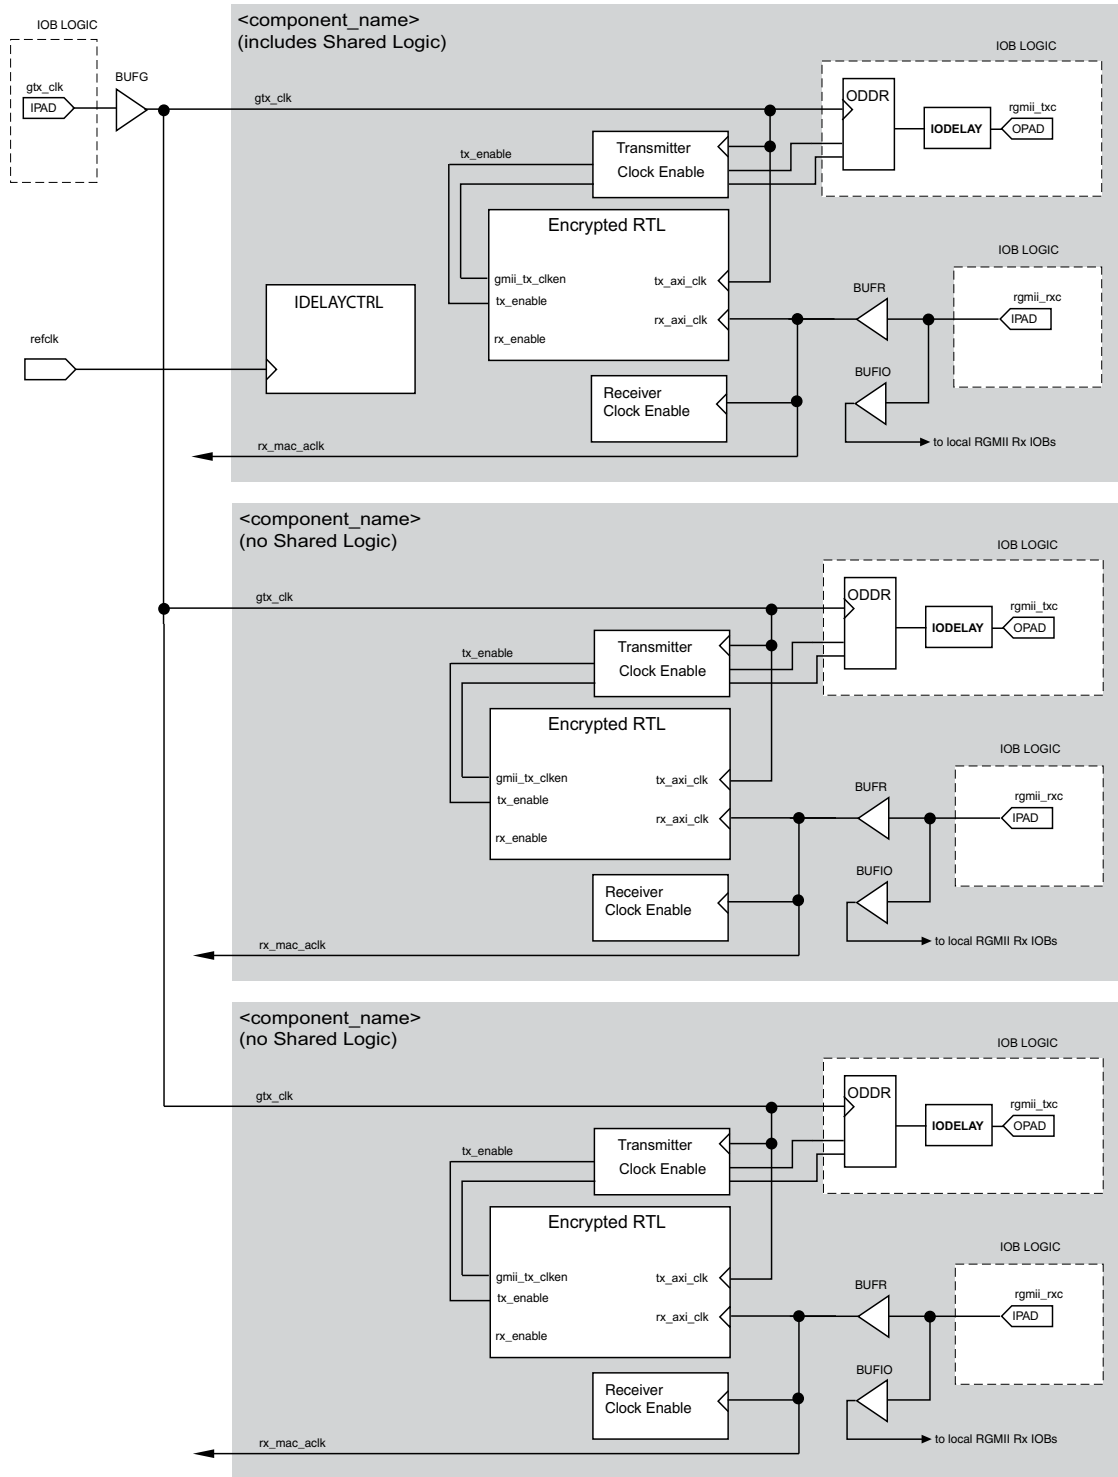 <component_name>
(includes Shared Logic)
IOB LOGIC
IOB LOGIC
BUFG
gtx_clk
IPAD
gtx_clk
ODDR
rgmii_txc
IODELAY
OPAD
Transmitter
Clock Enable
tx_enable
Encrypted RTL
IOB LOGIC
gmii_tx_clken
tx_axi_clk
tx_enable
BUFR
rgmii_rxc
IDELAYCTRL
rx_axi_clk
IPAD
rx_enable
refclk
BUFIO
Receiver
Clock Enable
to local RGMII Rx IOBs
rx_mac_aclk
<component_name>
(no Shared Logic)
IOB LOGIC
gtx_clk
ODDR
rgmii_txc
IODELAY
OPAD
Transmitter
Clock Enable
tx_enable
Encrypted RTL
IOB LOGIC
gmii_tx_clken
tx_axi_clk
tx_enable
BUFR
rgmii_rxc
rx_axi_clk
IPAD
rx_enable
BUFIO
Receiver
Clock Enable
to local RGMII Rx IOBs
rx_mac_aclk
<component_name>
(no Shared Logic)
IOB LOGIC
gtx_clk
ODDR
rgmii_txc
IODELAY
OPAD
Transmitter
Clock Enable
tx_enable
Encrypted RTL
IOB LOGIC
gmii_tx_clken
tx_axi_clk
tx_enable
BUFR
rgmii_rxc
rx_axi_clk
IPAD
rx_enable
BUFIO
Receiver
Clock Enable
to local RGMII Rx IOBs
rx_mac_aclk